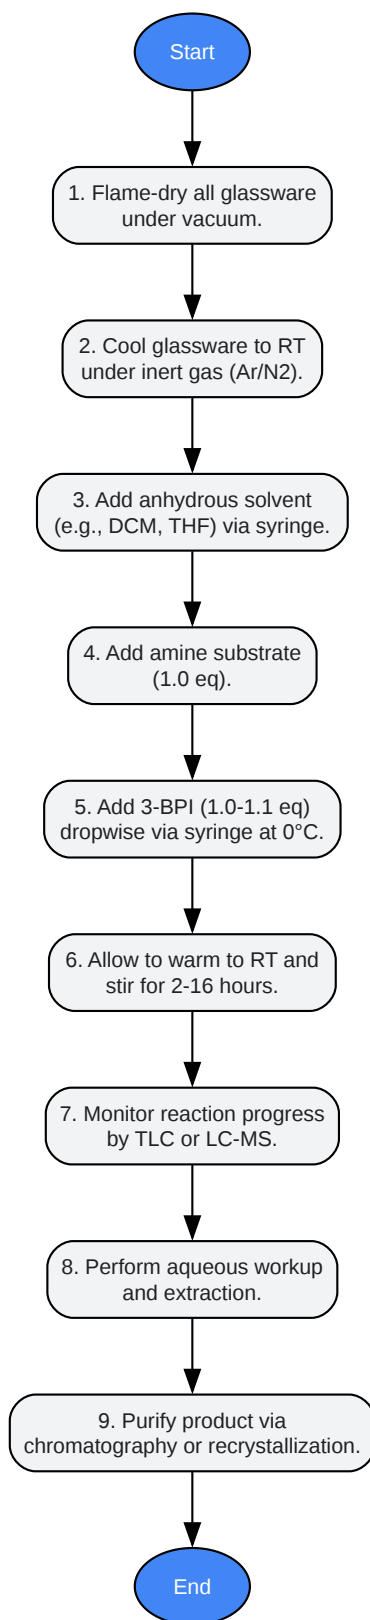 Start
1. Flame-dry all glassware
under vacuum.
2. Cool glassware to RT
under inert gas (Ar/N2).
3. Add anhydrous solvent
(e.g., DCM, THF) via syringe.
4. Add amine substrate
(1.0 eq).
5. Add 3-BPI (1.0-1.1 eq)
dropwise via syringe at 0°C.
6. Allow to warm to RT and
stir for 2-16 hours.
7. Monitor reaction progress
by TLC or LC-MS.
8. Perform aqueous workup
and extraction.
9. Purify product via
chromatography or recrystallization.
End